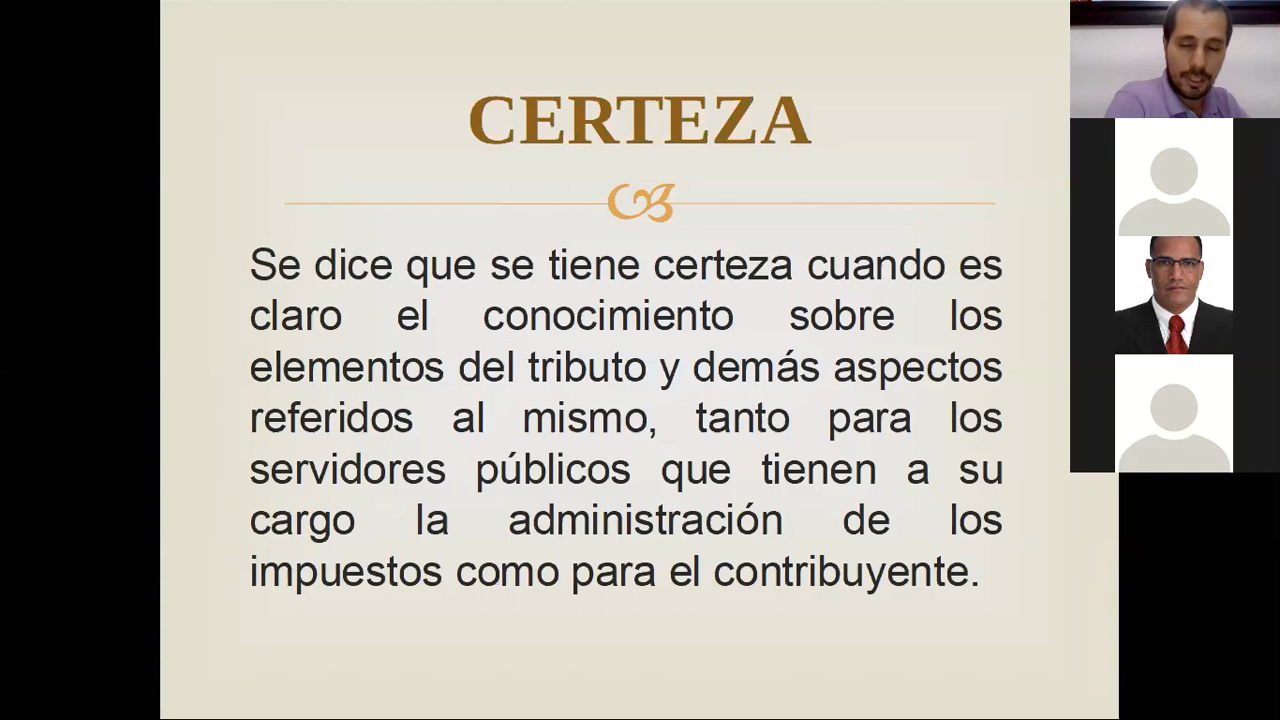 CERTEZA
Se dice que se tiene certeza cuando es
claro el conocimiento sobre los
elementos del tributo y demás aspectos
referidos al mismo, tanto para los
servidores públicos que tienen a su
cargo la administración de los
impuestos como para el contribuyente.